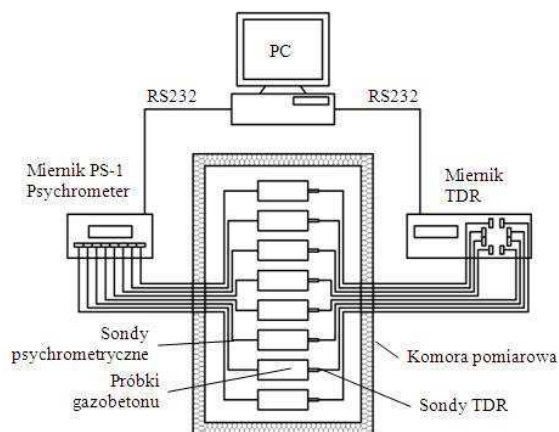 PC
RS232
RS232
Miernik PS-1
Psychrometer
Miernik
TDR
Sondy
psychrometryczne
Próbki
gazobetonu
Komora pomiarowa
Sondy TDR